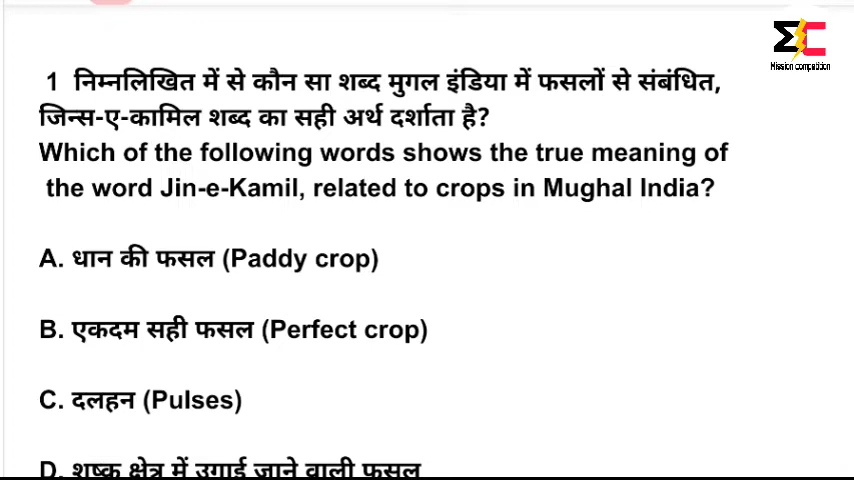 ΣC
Mission compettion
1 निम्नलिखित में से कौन सा शब्द मुगल इंडिया में फसलों से संबंधित,
जिन्स-ए-कामिल शब्द का सही अर्थ दर्शाता है?
Which of the following words shows the true meaning of
the word Jin-e-Kamil, related to crops in Mughal India?
A. धान की फसल (Paddy crop)
B. एकदम सही फसल (Perfect crop)
C. दलहन (Pulses)
D. शुष्क क्षेत्र में उगाई जाने वाली फसल